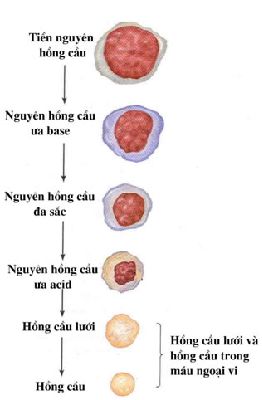 Tiền nguyên
hồng cầu
Nguyên hồng cầu
ưa base
Nguyên hồng cầu
đa sắc
Nguyên hồng cầu
ưa acid
Hồng cầu lưới
Hồng cầu
Hồng cầu lưới và
hồng cầu trong
máu ngoại vi